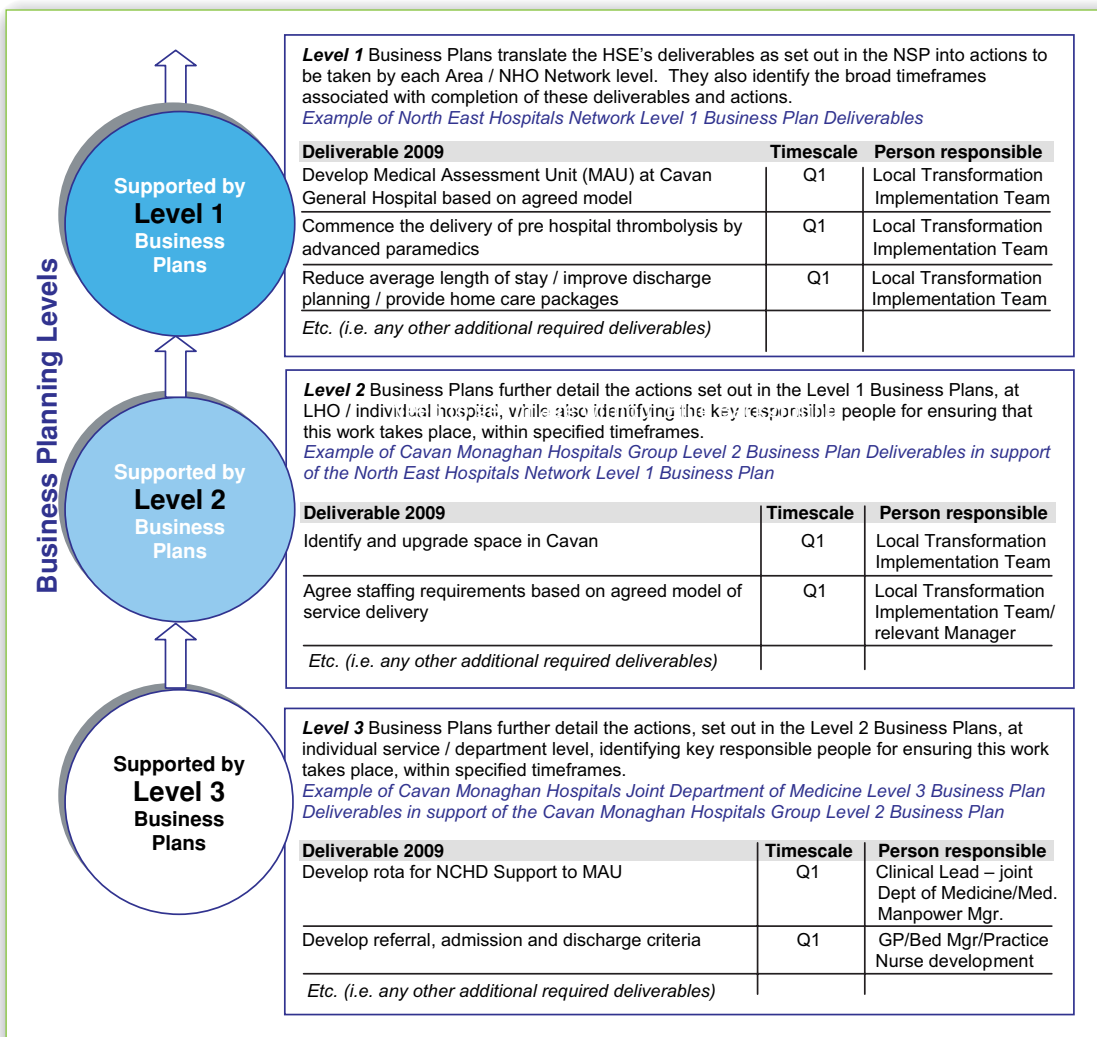 Business Planning Levels
Supported by
Level 1
Business
Plans
Level 1 Business Plans translate the HSE's deliverables as set out in the NSP into actions to
be taken by each Area / NHO Network level. They also identify the broad timeframes
associated with completion of these deliverables and actions.
Example of North East Hospitals Network Level 1 Business Plan Deliverables
Deliverable 2009 Timescale Person responsible
Develop Medical Assessment Unit (MAU) at Cavan Q1 Local Transformation
General Hospital based on agreed model Implementation Team
Commence the delivery of pre hospital thrombolysis by Q1 Local Transformation
advanced paramedics Implementation Team
Reduce average length of stay / improve discharge Q1 Local Transformation
planning / provide home care packages Implementation Team
Etc. (i.e. any other additional required deliverables)
Supported by
Level 2
Business
Plans
Level 2 Business Plans further detail the actions set out in the Level 1 Business Plans, at
LHO / individual hospital, while also identifying the key responsible people for ensuring that
this work takes place, within specified timeframes.
Example of Cavan Monaghan Hospitals Group Level 2 Business Plan Deliverables in support
of the North East Hospitals Network Level 1 Business Plan
Deliverable 2009 Timescale Person responsible
Identify and upgrade space in Cavan Q1 Local Transformation
Implementation Team
Agree staffing requirements based on agreed model of Q1 Local Transformation
service delivery Implementation Team/
relevant Manager
Etc. (i.e. any other additional required deliverables)
Supported by
Level 3
Business
Plans
Level 3 Business Plans further detail the actions, set out in the Level 2 Business Plans, at
individual service / department level, identifying key responsible people for ensuring this work
takes place, within specified timeframes.
Example of Cavan Monaghan Hospitals Joint Department of Medicine Level 3 Business Plan
Deliverables in support of the Cavan Monaghan Hospitals Group Level 2 Business Plan
Deliverable 2009 Timescale Person responsible
Develop rota for NCHD Support to MAU Q1 Clinical Lead – joint
Dept of Medicine/Med.
Manpower Mgr.
Develop referral, admission and discharge criteria Q1 GP/Bed Mgr/Practice
Nurse development
Etc. (i.e. any other additional required deliverables)